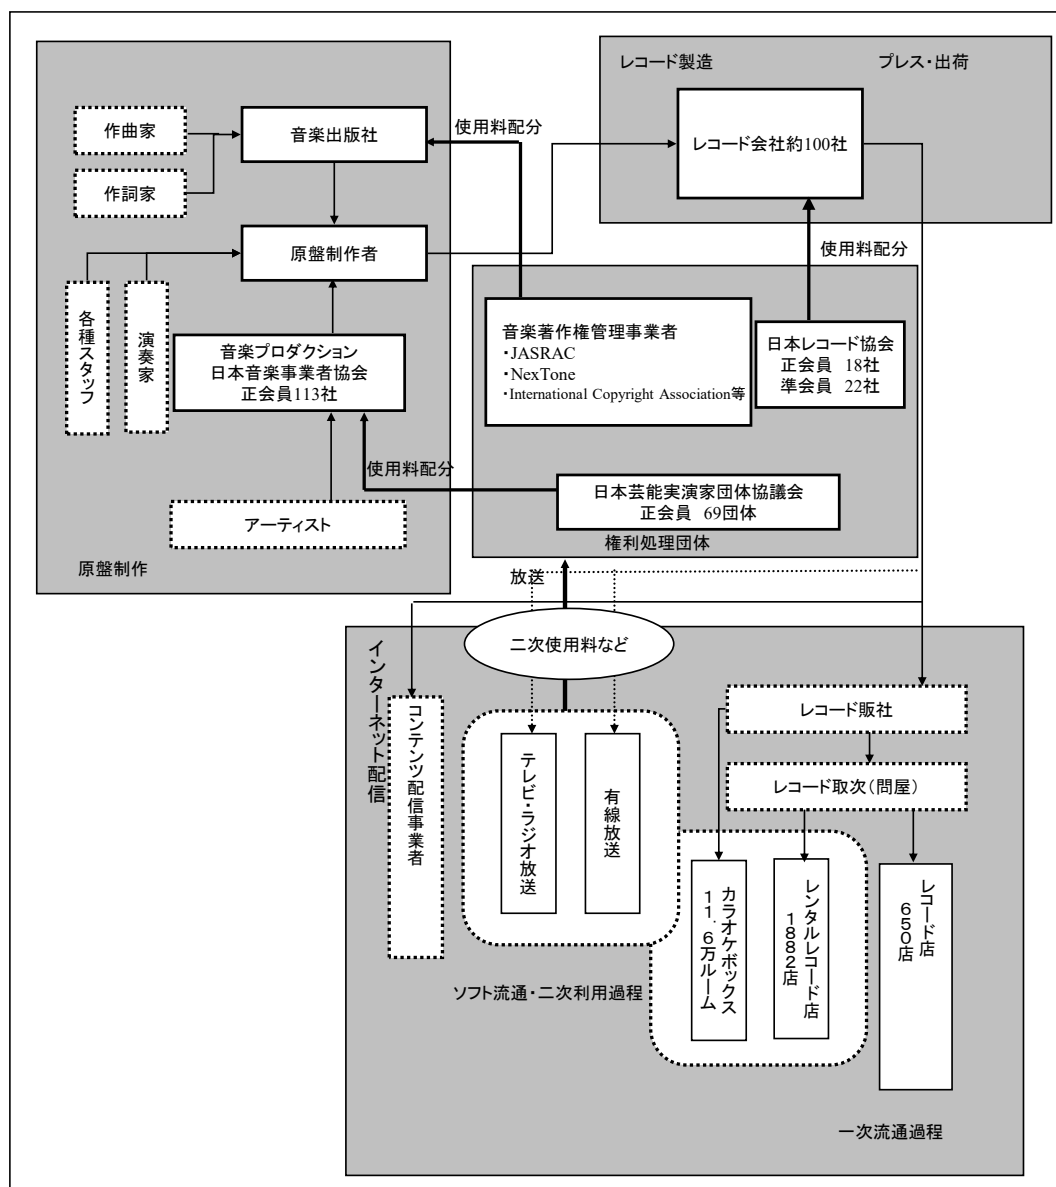 レコード製造
プレス・出荷
作曲家
音楽出版社
使用料配分
レコード会社約100社
作詞家
原盤制作者
使用料配分
各種スタッフ
演奏家
音楽プロダクション
日本音楽事業者協会
正会員113社
音楽著作権管理事業者
・JASRAC
・NexTone
・International Copyright Association等
日本レコード協会
正会員 18社
準会員 22社
使用料配分
日本芸能実演家団体協議会
正会員 69団体
アーティスト
権利処理団体
原盤制作
放送
二次使用料など
インターネット配信
コンテンツ配信事業者
レコード販社
レコード取次(問屋)
テレビ・ラジオ放送
有線放送
カラオケボックス
11.6万ルーム
レンタルレコード店
1882店
レコード店
650店
ソフト流通・二次利用過程
一次流通過程